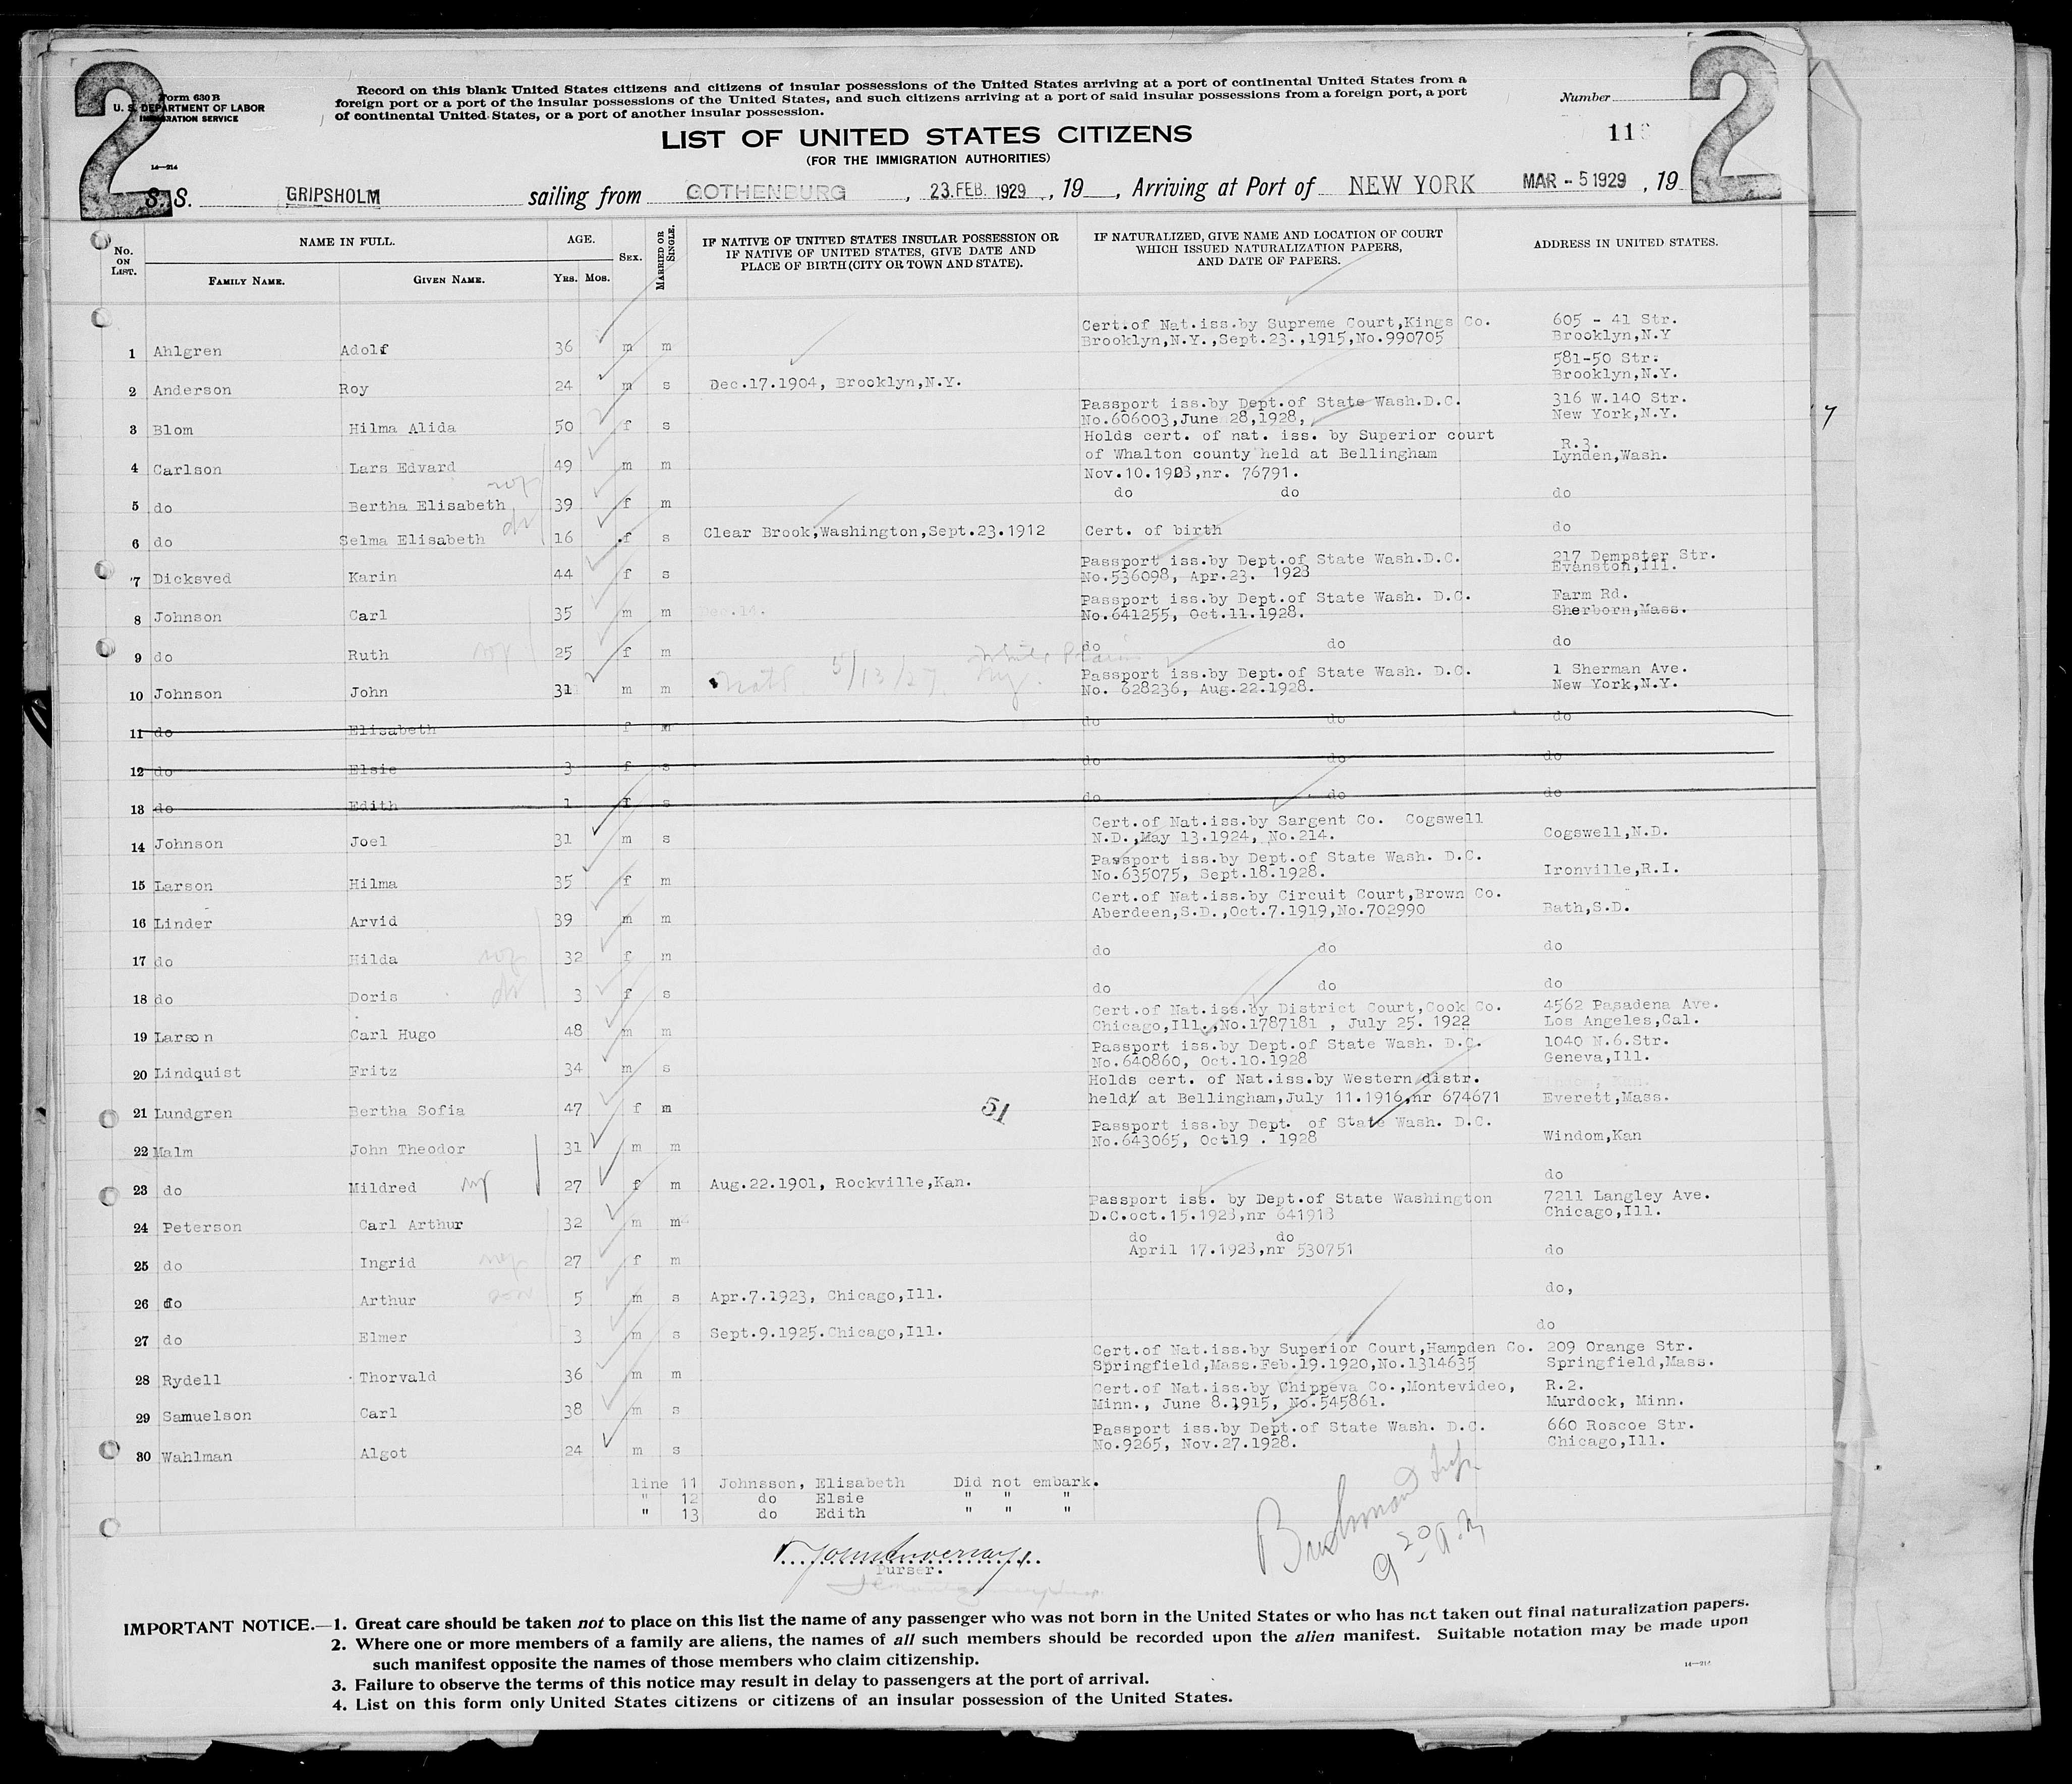 2
2
Form 630 B
U. S. DEPARTMENT OF LABOR
IMMIGRATION SERVICE
14—214
Record on this blank United States citizens and citizens of insular possessions of the United States arriving at a port of continental United States from a
foreign port or a port of the insular possessions of the United States, and such citizens arriving at a port of said insular possessions from a foreign port, a port
of continental United States, or a port of another insular possession.
Number
11
LIST OF UNITED STATES CITIZENS
(FOR THE IMMIGRATION AUTHORITIES)
S. S. GRIPSHOLM sailing from GOTHENBURG, 23.FEB.1929, 19 , Arriving at Port of NEW YORK MAR -5 1929, 19
No. ON LIST. NAME IN FULL. AGE. SEX. MARRIED OR SINGLE. IF NATIVE OF UNITED STATES INSULAR POSSESSION OR IF NATIVE OF UNITED STATES, GIVE DATE AND PLACE OF BIRTH (CITY OR TOWN AND STATE). IF NATURALIZED, GIVE NAME AND LOCATION OF COURT WHICH ISSUED NATURALIZATION PAPERS, AND DATE OF PAPERS. ADDRESS IN UNITED STATES.
FAMILY NAME. GIVEN NAME. YRS. MOS.
Cert.of Nat.iss.by Supreme Court,Kings Co. 605 - 41 Str.
1 Ahlgren Adolf 36 m m Brooklyn,N.Y.,Sept.23.,1915,No.990705 Brooklyn,N.Y
581-50 Str.
2 Anderson Roy 24 m s Dec.17.1904, Brooklyn,N.Y. Brooklyn,N.Y.
Passport iss.by Dept.of State Wash.D.C. 316 W.140 Str.
3 Blom Hilma Alida 50 f s No.606003,June 28,1928, New York,N.Y.
Holds cert. of nat. iss. by Superior court R.3.
4 Carlson Lars Edvard 49 m m of Whalton county held at Bellingham Lynden,Wash.
Nov.10.1903,nr. 76791.
5 do Bertha Elisabeth 39 f m do do do
6 do Selma Elisabeth 16 f s Clear Brook,Washington,Sept.23.1912 Cert. of birth do
Passport iss.by Dept.of State Wash.D.C. 217 Dempster Str.
7 Dicksved Karin 44 f s No.536098, Apr.23. 1928 Evanston,Ill.
Passport iss.by Dept.of State Wash. D.C. Farm Rd.
8 Johnson Carl 35 m m Dec.14. No.641255, Oct.11.1928. Sherborn,Mass.
9 do Ruth 25 f m do do do
Passport iss.by Dept.of State Wash. D.C. 1 Sherman Ave.
10 Johnson John 31 m m 5/13/27 White Plains N.Y. No. 628236, Aug.22.1928. New York,N.Y.
11 do Elisabeth f m do do do
12 do Elsie 3 f s do do do
13 do Edith 1 f s do do do
Cert.of Nat.iss.by Sargent Co. Cogswell
14 Johnson Joel 31 m s N.D.,May 13.1924, No.214. Cogswell,N.D.
Passport iss.by Dept.of State Wash. D.C.
15 Larson Hilma 35 f m No.635075, Sept.18.1928. Ironville,R.I.
Cert.of Nat.iss.by Circuit Court,Brown Co.
16 Linder Arvid 39 m m Aberdeen,S.D.,Oct.7.1919,No.702990 Bath,S.D.
17 do Hilda 32 f m do do do
18 do Doris 3 f s do do do
Cert.of Nat.iss.by District Court,Cook Co. 4562 Pasadena Ave.
19 Larson Carl Hugo 48 m m Chicago,Ill.,No.1787181 , July 25. 1922 Los Angeles,Cal.
Passport iss.by Dept.of State Wash. D.C. 1040 N.6.Str.
20 Lindquist Fritz 34 m s No.640860, Oct.10.1928 Geneva,Ill.
Holds cert. of Nat.iss.by Western distr.
21 Lundgren Bertha Sofia 47 f m 51 held at Bellingham,July 11.1916,nr 674671 Everett,Mass.
Passport iss.by Dept. of State Wash. D.C.
22 Malm John Theodor 31 m m No.643065, Oct19 . 1928 Windom,Kan
23 do Mildred 27 f m Aug.22.1901, Rockville,Kan. do
Passport iss. by Dept.of State Washington 7211 Langley Ave.
24 Peterson Carl Arthur 32 m m D.C.oct.15.1928,nr 641918 Chicago,Ill.
do do
25 do Ingrid 27 f m April 17.1928,nr 530751 do
26 do Arthur 5 m s Apr.7.1923, Chicago,Ill. do,
27 do Elmer 3 m s Sept.9.1925.Chicago,Ill. do
Cert.of Nat.iss.by Superior Court,Hampden Co. 209 Orange Str.
28 Rydell Thorvald 36 m m Springfield,Mass.Feb.19.1920,No.1314635 Springfield,Mass.
Cert.of Nat.iss.by Chippeva Co.,Montevideo, R.2.
29 Samuelson Carl 38 m s Minn., June 8.1915, No.545861. Murdock, Minn.
Passport iss.by Dept.of State Wash. D.C. 660 Roscoe Str.
30 Wahlman Algot 24 m s No.9265, Nov.27.1928. Chicago,Ill.
line 11 Johnsson, Elisabeth Did not embark.
" 12 do Elsie " " "
" 13 do Edith " " "
Purser.
9 20 A.M
IMPORTANT NOTICE.—1. Great care should be taken not to place on this list the name of any passenger who was not born in the United States or who has not taken out final naturalization papers.
2. Where one or more members of a family are aliens, the names of all such members should be recorded upon the alien manifest. Suitable notation may be made upon
such manifest opposite the names of those members who claim citizenship.
3. Failure to observe the terms of this notice may result in delay to passengers at the port of arrival.
4. List on this form only United States citizens or citizens of an insular possession of the United States.
14—214